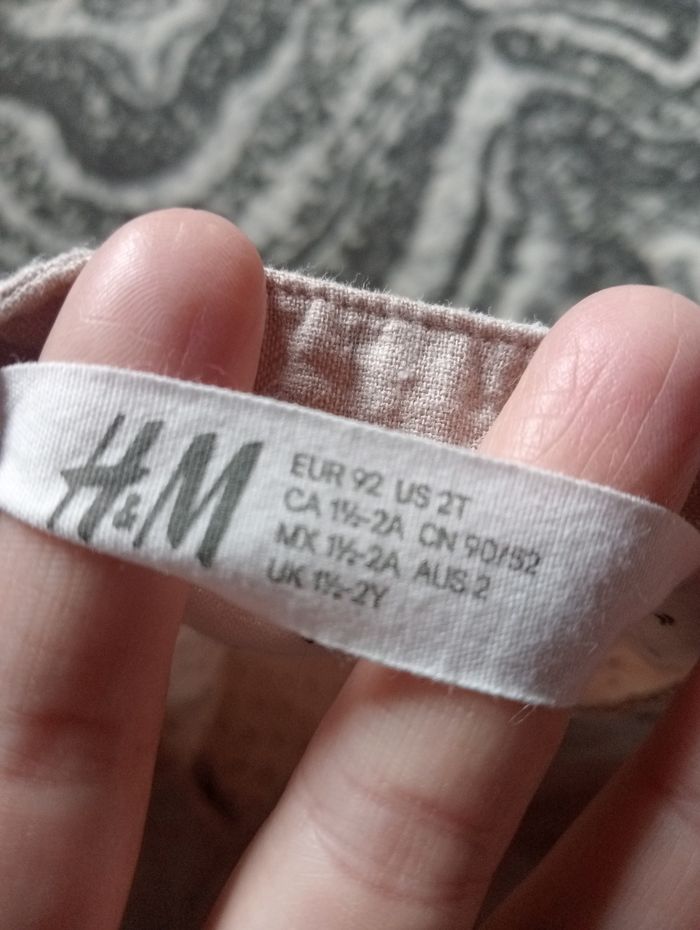 H&M
EUR 92 US 2T
CA 1½-2A CN 90/52
MX 1½-2A AUS 2
UK 1½-2Y